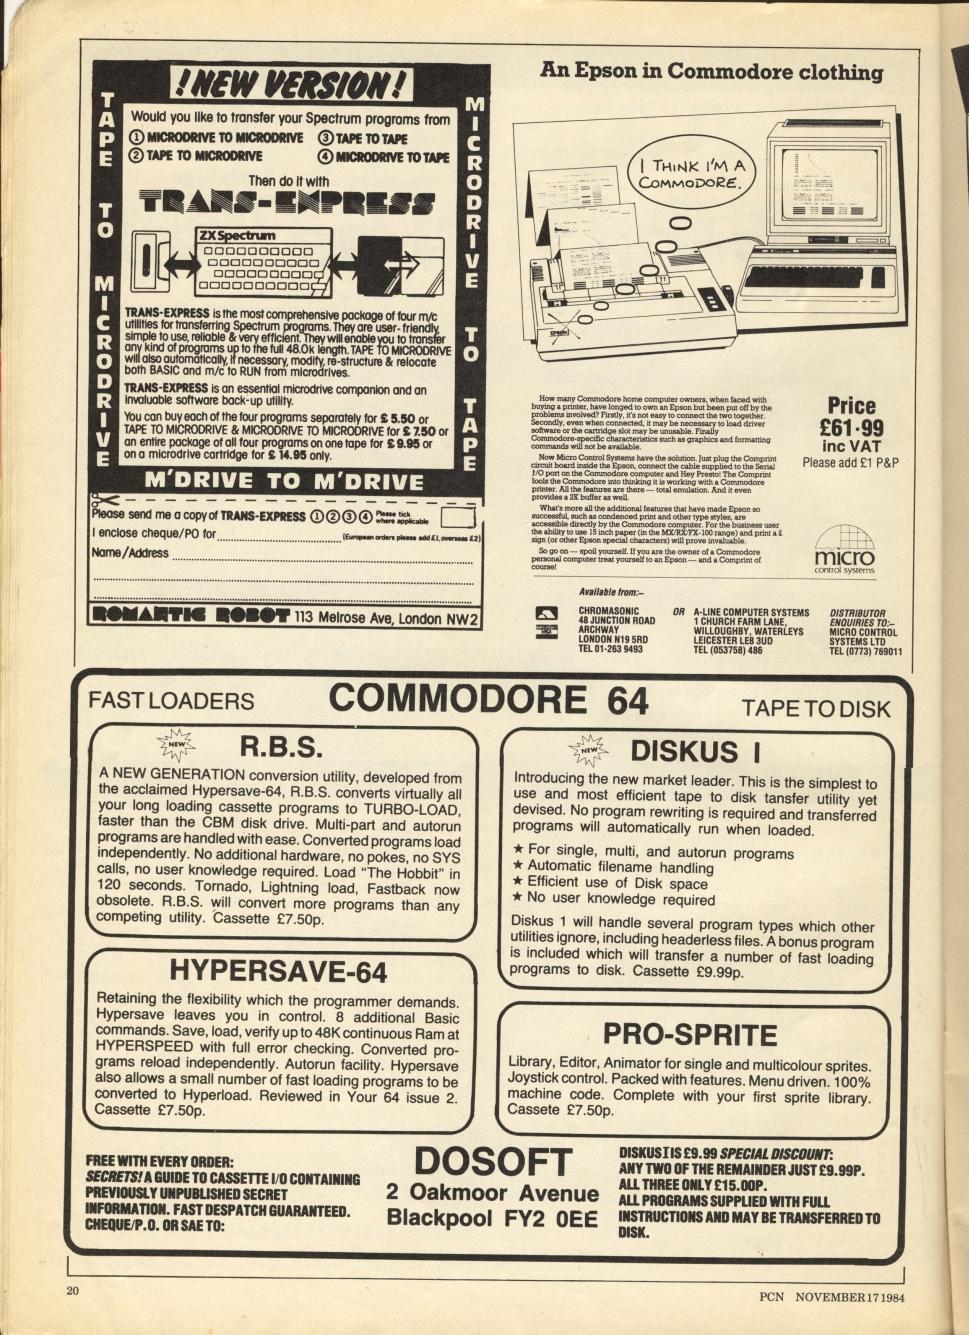 ! NEW VERSION !
TAPE TO MICRODRIVE
MICRODRIVE TO TAPE
Would you like to transfer your Spectrum programs from
① MICRODRIVE TO MICRODRIVE ③ TAPE TO TAPE
② TAPE TO MICRODRIVE ④ MICRODRIVE TO TAPE
Then do it with
TRANS-EXPRESS
ZX Spectrum
TRANS-EXPRESS is the most comprehensive package of four m/c
utilities for transferring Spectrum programs. They are user-friendly,
simple to use, reliable & very efficient. They will enable you to transfer
any kind of programs up to the full 48.0k length. TAPE TO MICRODRIVE
will also automatically, if necessary, modify, re-structure & relocate
both BASIC and m/c to RUN from microdrives.
TRANS-EXPRESS is an essential microdrive companion and an
invaluable software back-up utility.
You can buy each of the four programs separately for £ 5.50 or
TAPE TO MICRODRIVE & MICRODRIVE TO MICRODRIVE for £ 7.50 or
an entire package of all four programs on one tape for £ 9.95 or
on a microdrive cartridge for £ 14.95 only.
M'DRIVE TO M'DRIVE
Please send me a copy of TRANS-EXPRESS ①②③④ Please tick where applicable
I enclose cheque/PO for (European orders please add £1, overseas £2)
Name/Address
ROMANTIC ROBOT 113 Melrose Ave, London NW2
An Epson in Commodore clothing
I THINK I'M A
COMMODORE.
EPSON
How many Commodore home computer owners, when faced with
buying a printer, have longed to own an Epson but been put off by the
problems involved? Firstly, it's not easy to connect the two together.
Secondly, even when connected, it may be necessary to load driver
software or the cartridge slot may be unusable. Finally
Commodore-specific characteristics such as graphics and formatting
commands will not be available.
Now Micro Control Systems have the solution. Just plug the Comprint
circuit board inside the Epson, connect the cable supplied to the Serial
I/O port on the Commodore computer and Hey Presto! The Comprint
fools the Commodore into thinking it is working with a Commodore
printer. All the features are there — total emulation. And it even
provides a 2K buffer as well.
What's more all the additional features that have made Epson so
successful, such as condensed print and other type styles, are
accessible directly by the Commodore computer. For the business user
the ability to use 15 inch paper (in the MX/RX/FX-100 range) and print a £
sign (or other Epson special characters) will prove invaluable.
So go on — spoil yourself. If you are the owner of a Commodore
personal computer treat yourself to an Epson — and a Comprint of
course!
Price
£61·99
inc VAT
Please add £1 P&P
micro
control systems
Available from:–
CHROMASONIC
48 JUNCTION ROAD
ARCHWAY
LONDON N19 5RD
TEL 01-263 9493
OR A-LINE COMPUTER SYSTEMS
1 CHURCH FARM LANE,
WILLOUGHBY, WATERLEYS
LEICESTER LE8 3UD
TEL (053758) 486
DISTRIBUTOR
ENQUIRIES TO:–
MICRO CONTROL
SYSTEMS LTD
TEL (0773) 769011
FAST LOADERS COMMODORE 64 TAPE TO DISK
NEW R.B.S.
A NEW GENERATION conversion utility, developed from
the acclaimed Hypersave-64, R.B.S. converts virtually all
your long loading cassette programs to TURBO-LOAD,
faster than the CBM disk drive. Multi-part and autorun
programs are handled with ease. Converted programs load
independently. No additional hardware, no pokes, no SYS
calls, no user knowledge required. Load "The Hobbit" in
120 seconds. Tornado, Lightning load, Fastback now
obsolete. R.B.S. will convert more programs than any
competing utility. Cassette £7.50p.
HYPERSAVE-64
Retaining the flexibility which the programmer demands.
Hypersave leaves you in control. 8 additional Basic
commands. Save, load, verify up to 48K continuous Ram at
HYPERSPEED with full error checking. Converted pro-
grams reload independently. Autorun facility. Hypersave
also allows a small number of fast loading programs to be
converted to Hyperload. Reviewed in Your 64 issue 2.
Cassette £7.50p.
NEW DISKUS I
Introducing the new market leader. This is the simplest to
use and most efficient tape to disk tansfer utility yet
devised. No program rewriting is required and transferred
programs will automatically run when loaded.
★ For single, multi, and autorun programs
★ Automatic filename handling
★ Efficient use of Disk space
★ No user knowledge required
Diskus 1 will handle several program types which other
utilities ignore, including headerless files. A bonus program
is included which will transfer a number of fast loading
programs to disk. Cassette £9.99p.
PRO-SPRITE
Library, Editor, Animator for single and multicolour sprites.
Joystick control. Packed with features. Menu driven. 100%
machine code. Complete with your first sprite library.
Cassete £7.50p.
FREE WITH EVERY ORDER:
SECRETS! A GUIDE TO CASSETTE I/O CONTAINING
PREVIOUSLY UNPUBLISHED SECRET
INFORMATION. FAST DESPATCH GUARANTEED.
CHEQUE/P.O. OR SAE TO:
DOSOFT
2 Oakmoor Avenue
Blackpool FY2 0EE
DISKUS I IS £9.99 SPECIAL DISCOUNT:
ANY TWO OF THE REMAINDER JUST £9.99P.
ALL THREE ONLY £15.00P.
ALL PROGRAMS SUPPLIED WITH FULL
INSTRUCTIONS AND MAY BE TRANSFERRED TO
DISK.
20
PCN NOVEMBER 17 1984